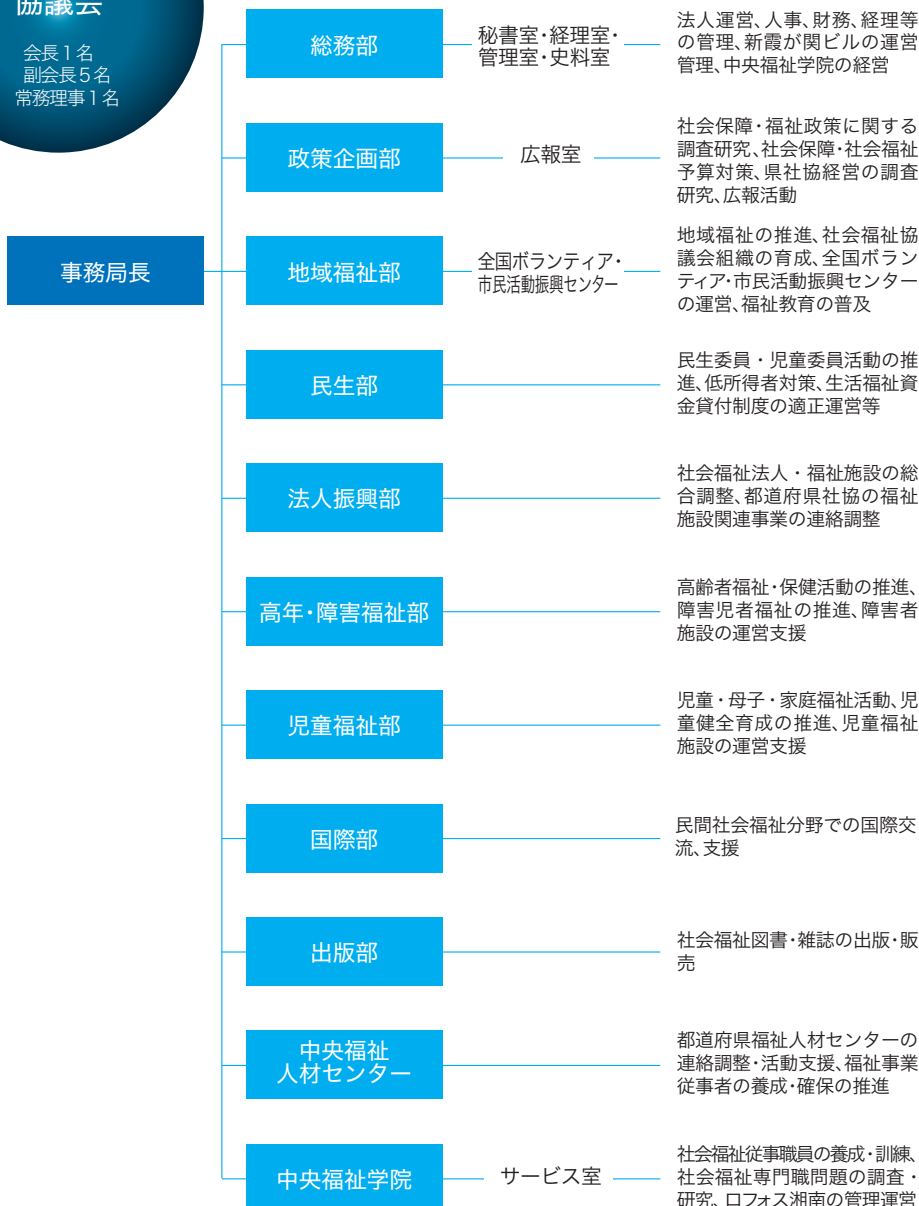 協議会
会長1名
副会長5名
常務理事1名
事務局長
総務部
秘書室・経理室・
管理室・史料室
法人運営、人事、財務、経理等
の管理、新霞が関ビルの運営
管理、中央福祉学院の経営
政策企画部
広報室
社会保障・福祉政策に関する
調査研究、社会保障・社会福祉
予算対策、県社協経営の調査
研究、広報活動
地域福祉部
全国ボランティア・
市民活動振興センター
地域福祉の推進、社会福祉協
議会組織の育成、全国ボラン
ティア・市民活動振興センター
の運営、福祉教育の普及
民生部
民生委員・児童委員活動の推
進、低所得者対策、生活福祉資
金貸付制度の適正運営等
法人振興部
社会福祉法人・福祉施設の総
合調整、都道府県社協の福祉
施設関連事業の連絡調整
高年・障害福祉部
高齢者福祉・保健活動の推進、
障害児者福祉の推進、障害者
施設の運営支援
児童福祉部
児童・母子・家庭福祉活動、児
童健全育成の推進、児童福祉
施設の運営支援
国際部
民間社会福祉分野での国際交
流、支援
出版部
社会福祉図書・雑誌の出版・販
売
中央福祉
人材センター
都道府県福祉人材センターの
連絡調整・活動支援、福祉事業
従事者の養成・確保の推進
中央福祉学院
サービス室
社会福祉従事職員の養成・訓練、
社会福祉専門職問題の調査・
研究、ロフォス湘南の管理運営